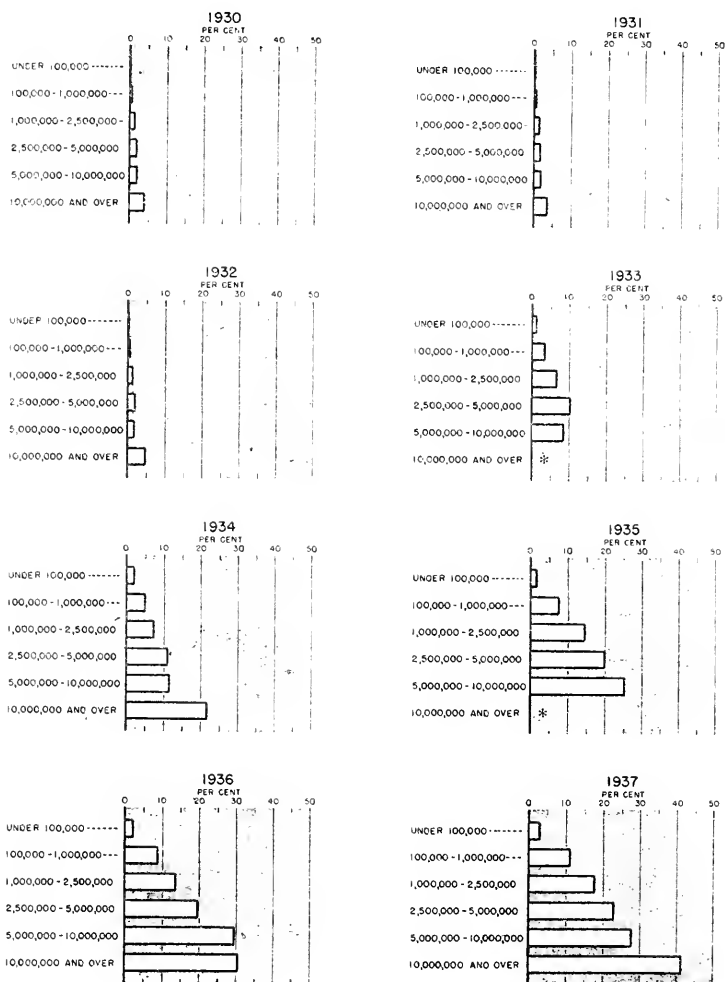 1930
PER CENT
0 10 20 30 40 50
UNDER 100,000 ------
100,000 - 1,000,000 ---
1,000,000 - 2,500,000 -
2,500,000 - 5,000,000
5,000,000 - 10,000,000
10,000,000 AND OVER
1931
PER CENT
0 10 20 30 40 50
UNDER 100,000 ------
100,000 - 1,000,000 ---
1,000,000 - 2,500,000 -
2,500,000 - 5,000,000
5,000,000 - 10,000,000
10,000,000 AND OVER
1932
PER CENT
0 10 20 30 40 50
UNDER 100,000 ------
100,000 - 1,000,000 ---
1,000,000 - 2,500,000
2,500,000 - 5,000,000
5,000,000 - 10,000,000
10,000,000 AND OVER
1933
PER CENT
0 10 20 30 40 50
UNDER 100,000 ------
100,000 - 1,000,000 ---
1,000,000 - 2,500,000
2,500,000 - 5,000,000
5,000,000 - 10,000,000
10,000,000 AND OVER *
1934
PER CENT
0 10 20 30 40 50
UNDER 100,000 ------
100,000 - 1,000,000 ---
1,000,000 - 2,500,000
2,500,000 - 5,000,000
5,000,000 - 10,000,000
10,000,000 AND OVER
1935
PER CENT
0 10 20 30 40 50
UNDER 100,000 ------
100,000 - 1,000,000 ---
1,000,000 - 2,500,000
2,500,000 - 5,000,000
5,000,000 - 10,000,000
10,000,000 AND OVER *
1936
PER CENT
0 10 20 30 40 50
UNDER 100,000 ------
100,000 - 1,000,000 ---
1,000,000 - 2,500,000
2,500,000 - 5,000,000
5,000,000 - 10,000,000
10,000,000 AND OVER
1937
PER CENT
0 10 20 30 40 50
UNDER 100,000 ------
100,000 - 1,000,000 ---
1,000,000 - 2,500,000
2,500,000 - 5,000,000
5,000,000 - 10,000,000
10,000,000 AND OVER